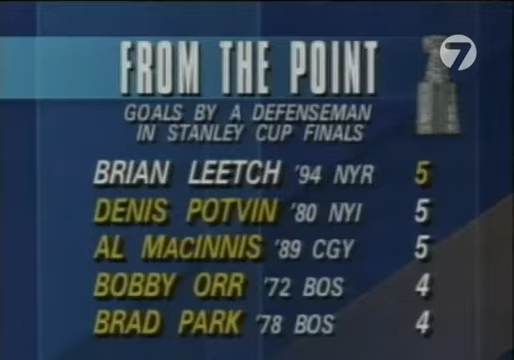 7
FROM THE POINT
GOALS BY A DEFENSEMAN
IN STANLEY CUP FINALS
BRIAN LEETCH '94 NYR 5
DENIS POTVIN '80 NYI 5
AL MACINNIS '89 CGY 5
BOBBY ORR '72 BOS 4
BRAD PARK '78 BOS 4